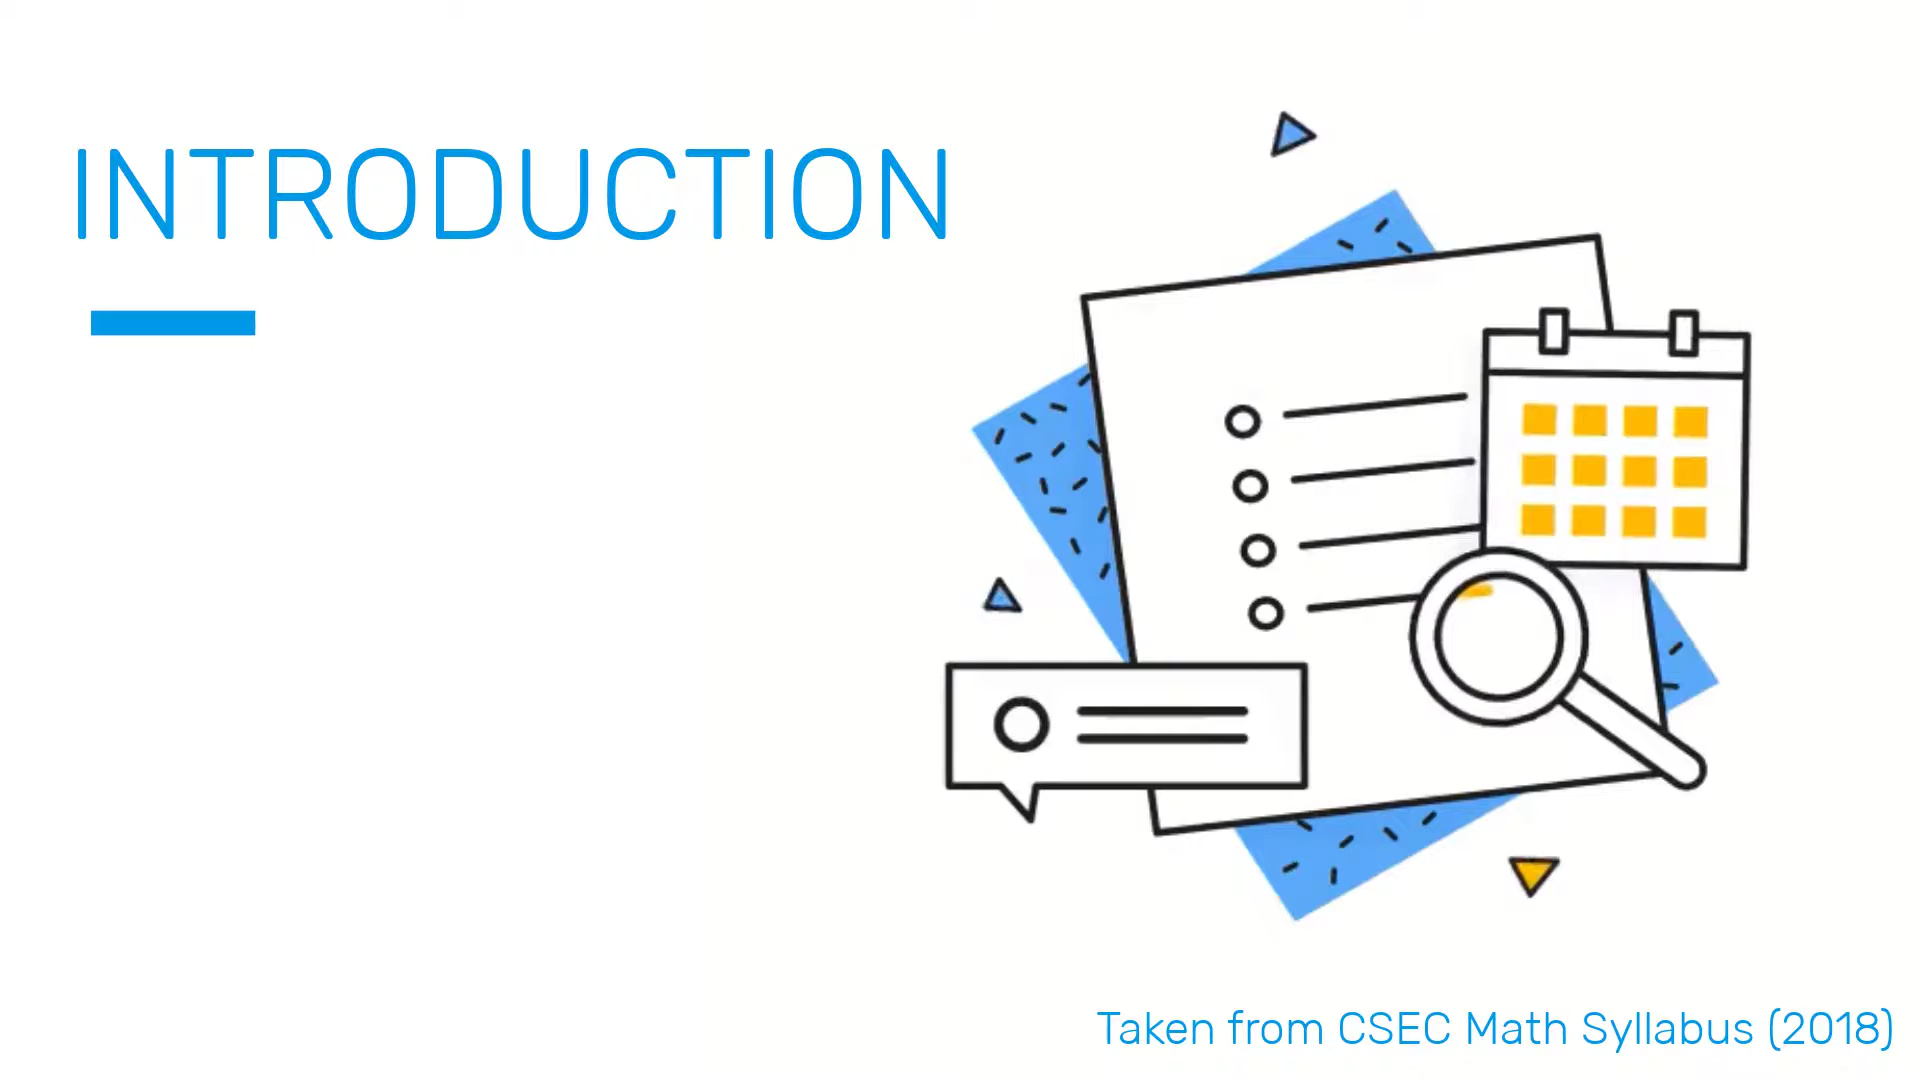 INTRODUCTION
Taken from CSEC Math Syllabus (2018)